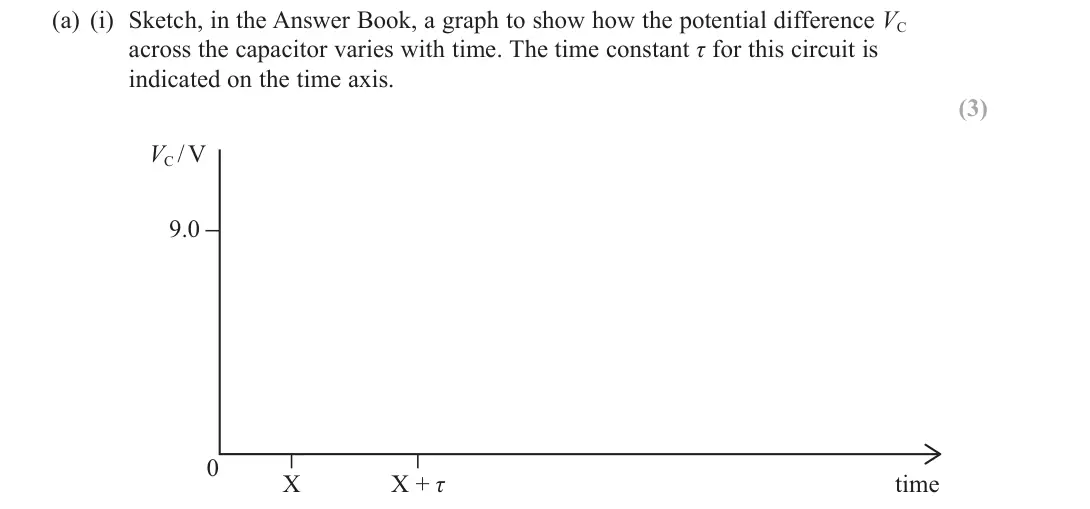 (a) (i) Sketch, in the Answer Book, a graph to show how the potential difference V_C
across the capacitor varies with time. The time constant τ for this circuit is
indicated on the time axis.
(3)
V_C/V
9.0
0
X
X + τ
time